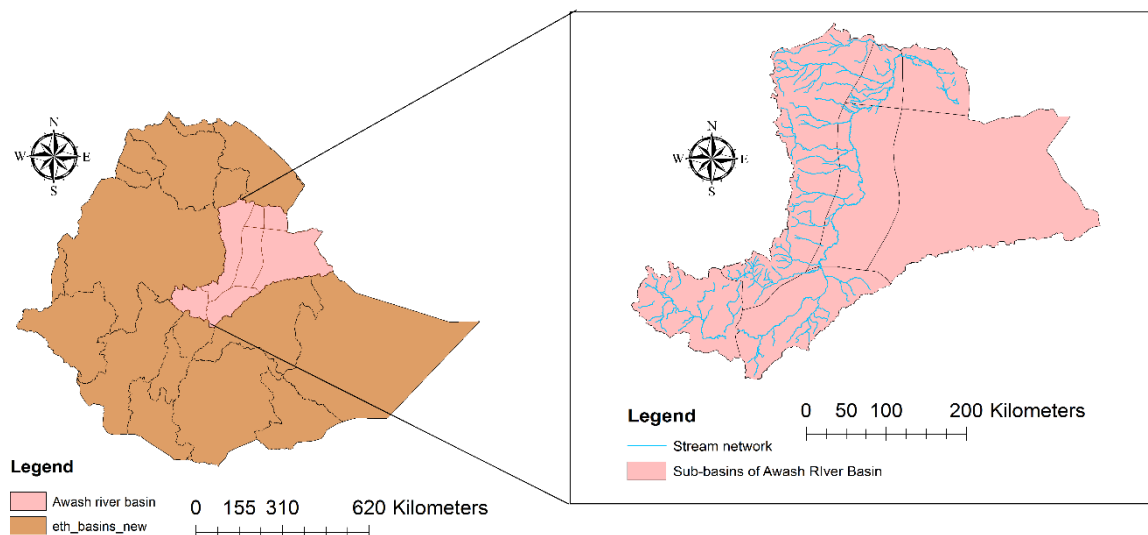 N
W E
S
Legend
Awash river basin
eth_basins_new
0 155 310 620 Kilometers
N
W E
S
Legend
Stream network
Sub-basins of Awash RIver Basin
0 50 100 200 Kilometers